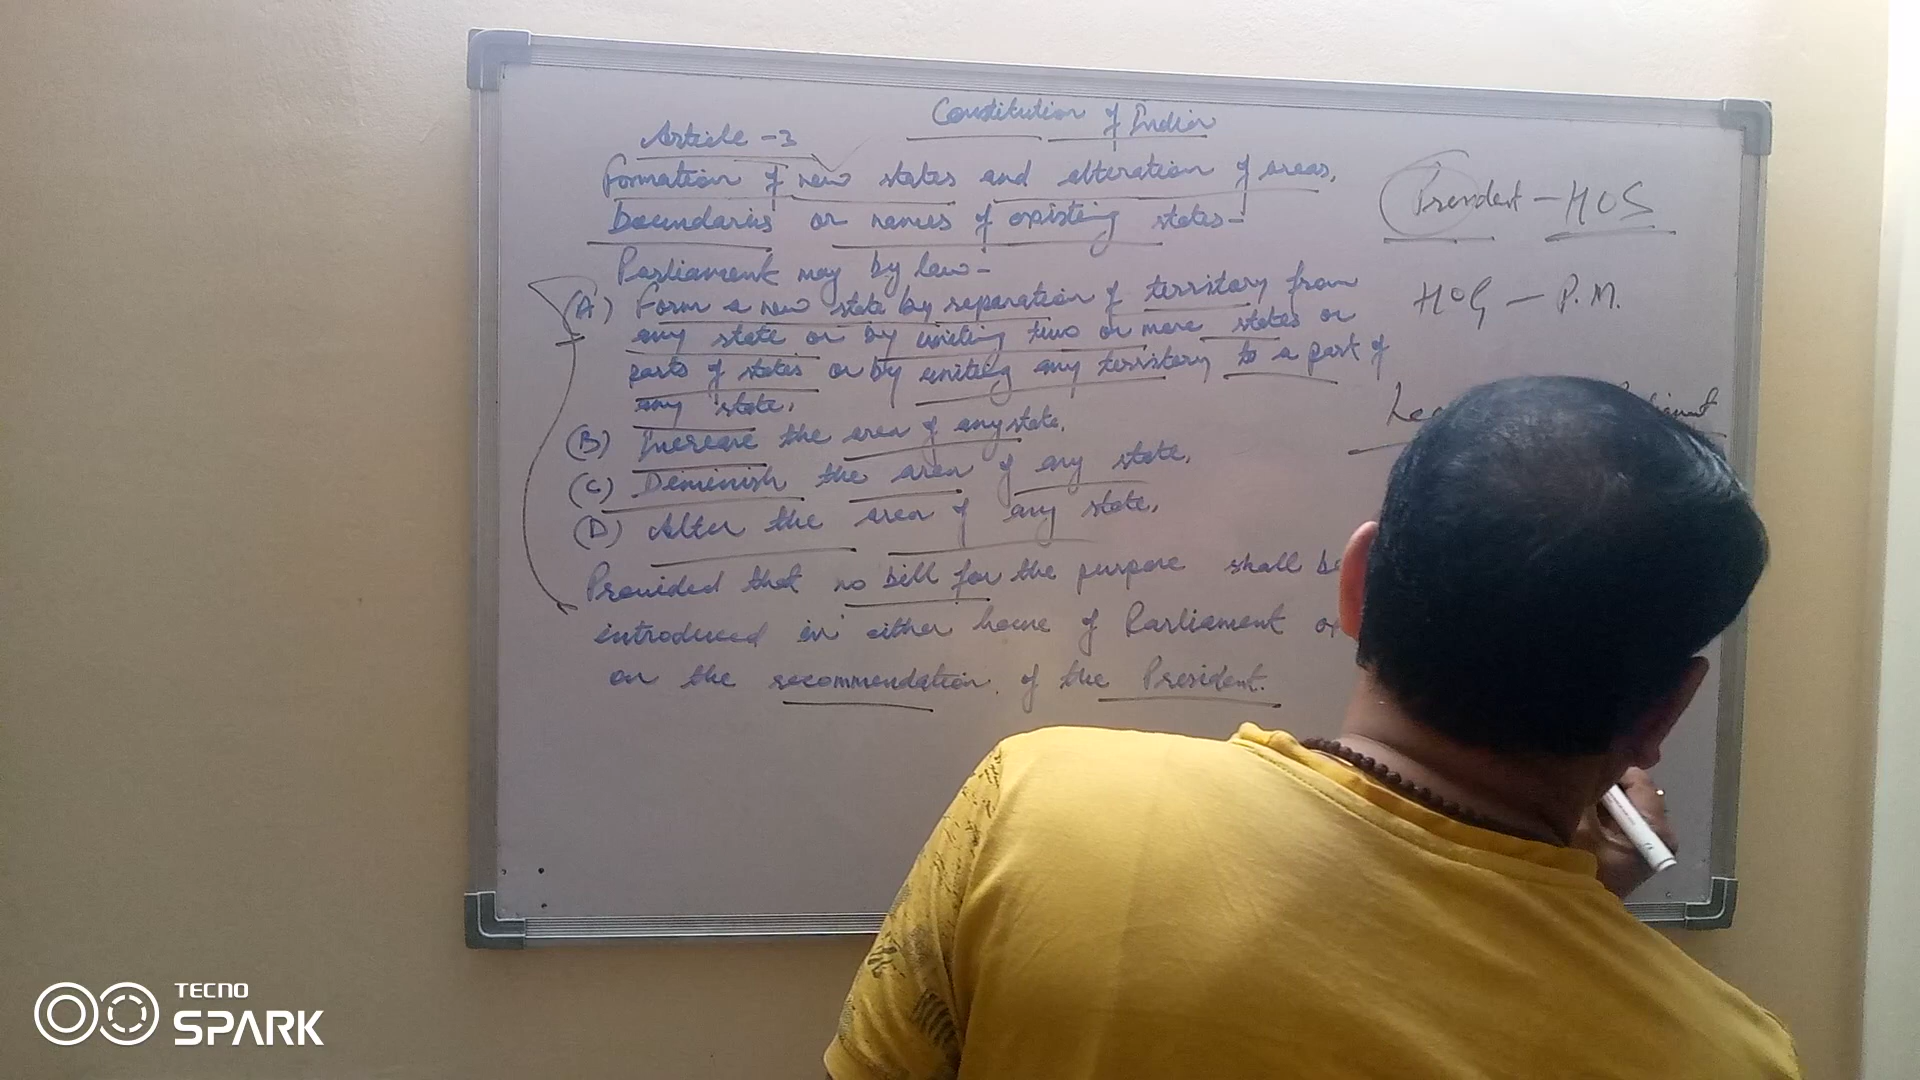 Constitution of India
Article - 3
Formation of new states and alteration of areas,
boundaries or names of existing states -
Parliament may by law -
(A) Form a new state by separation of territory from
any state or by uniting two or more states or
parts of states or by uniting any territory to a part of
any state.
(B) Increase the area of any state.
(C) Diminish the area of any state.
(D) Alter the area of any state.
Provided that no bill for the purpose shall be
introduced in either house of Parliament
on the recommendation of the President.
President - HOS
HOG - P.M.
TECNO
SPARK